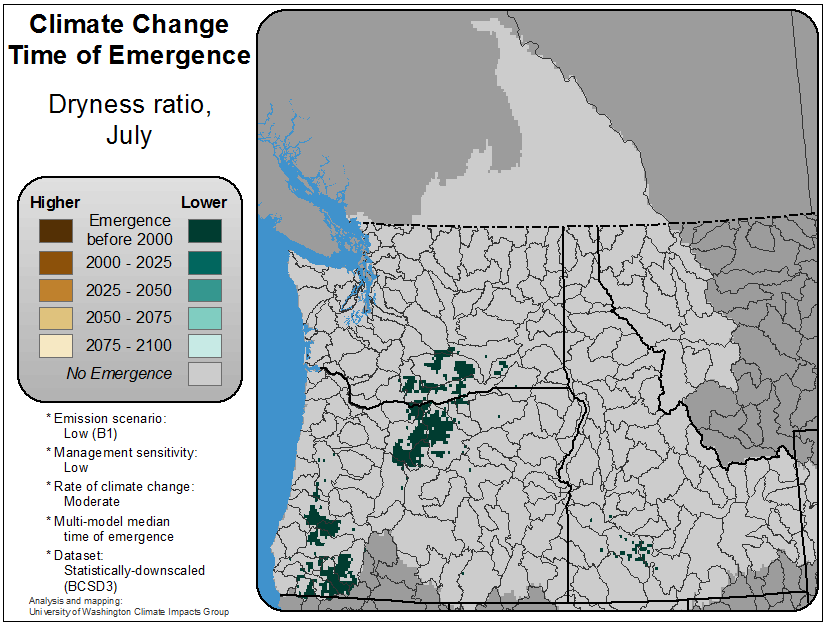 Climate Change
Time of Emergence
Dryness ratio,
July
Higher Lower
Emergence
before 2000
2000 - 2025
2025 - 2050
2050 - 2075
2075 - 2100
No Emergence
* Emission scenario:
Low (B1)
* Management sensitivity:
Low
* Rate of climate change:
Moderate
* Multi-model median
time of emergence
* Dataset:
Statistically-downscaled
(BCSD3)
Analysis and mapping:
University of Washington Climate Impacts Group